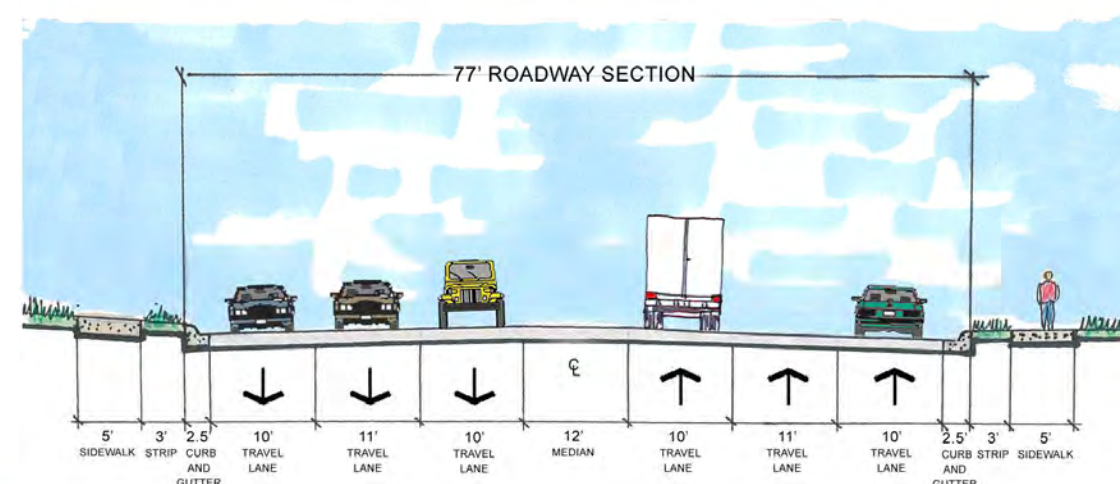 77' ROADWAY SECTION
℄
5'
SIDEWALK
3'
STRIP
2.5'
CURB
AND
GUTTER
10'
TRAVEL
LANE
11'
TRAVEL
LANE
10'
TRAVEL
LANE
12'
MEDIAN
10'
TRAVEL
LANE
11'
TRAVEL
LANE
10'
TRAVEL
LANE
2.5'
CURB
AND
GUTTER
3'
STRIP
5'
SIDEWALK